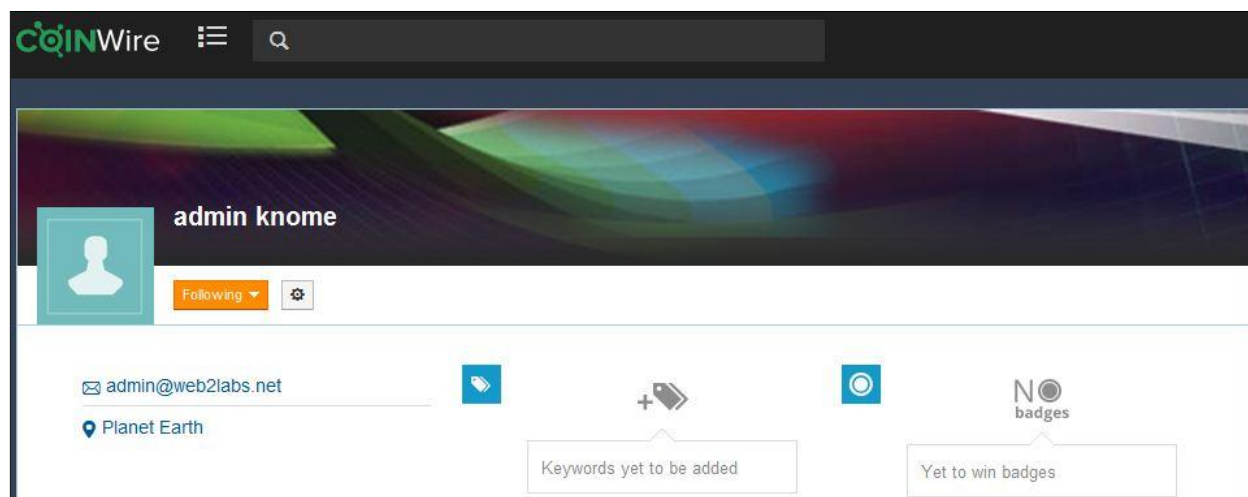 COINWire
admin knome
Following
admin@web2labs.net
Planet Earth
Keywords yet to be added
NO
badges
Yet to win badges